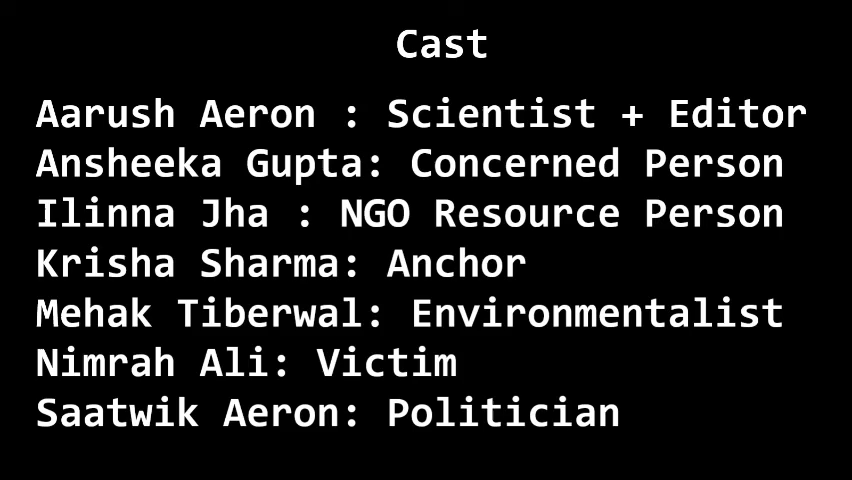 Cast
Aarush Aeron : Scientist + Editor
Ansheeka Gupta: Concerned Person
Ilinna Jha : NGO Resource Person
Krisha Sharma: Anchor
Mehak Tiberwal: Environmentalist
Nimrah Ali: Victim
Saatwik Aeron: Politician